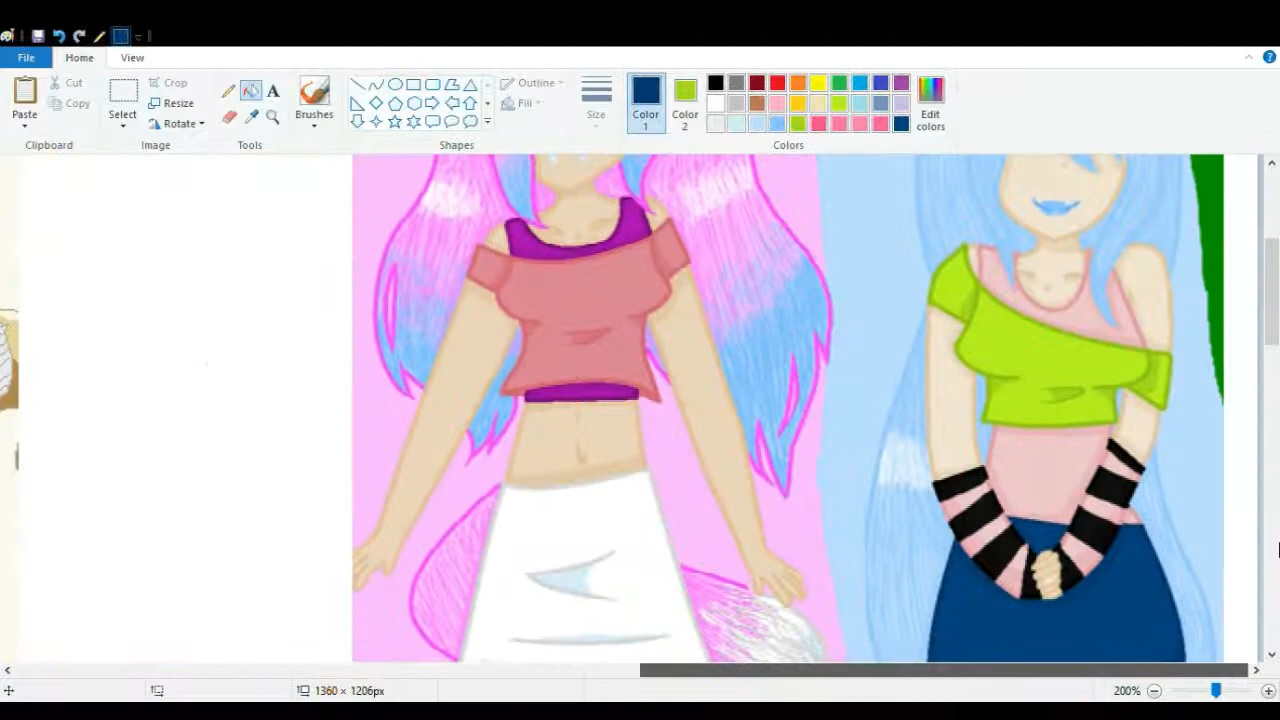 File Home View
Cut
Copy
Paste
Clipboard
Select
Crop
Resize
Rotate
Image
A
Tools
Brushes
Outline
Fill
Shapes
Size
Color
1
Color
2
Edit
colors
Colors
1360 × 1206px
200%